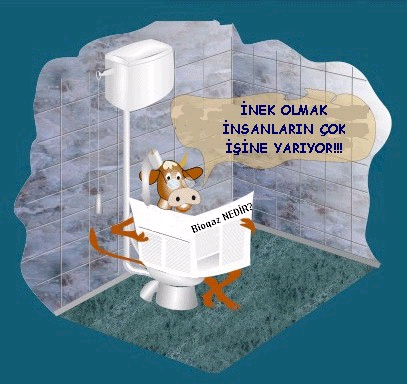 İNEK OLMAK
İNSANLARIN ÇOK
İŞİNE YARIYOR!!!
Biogaz NEDİR?